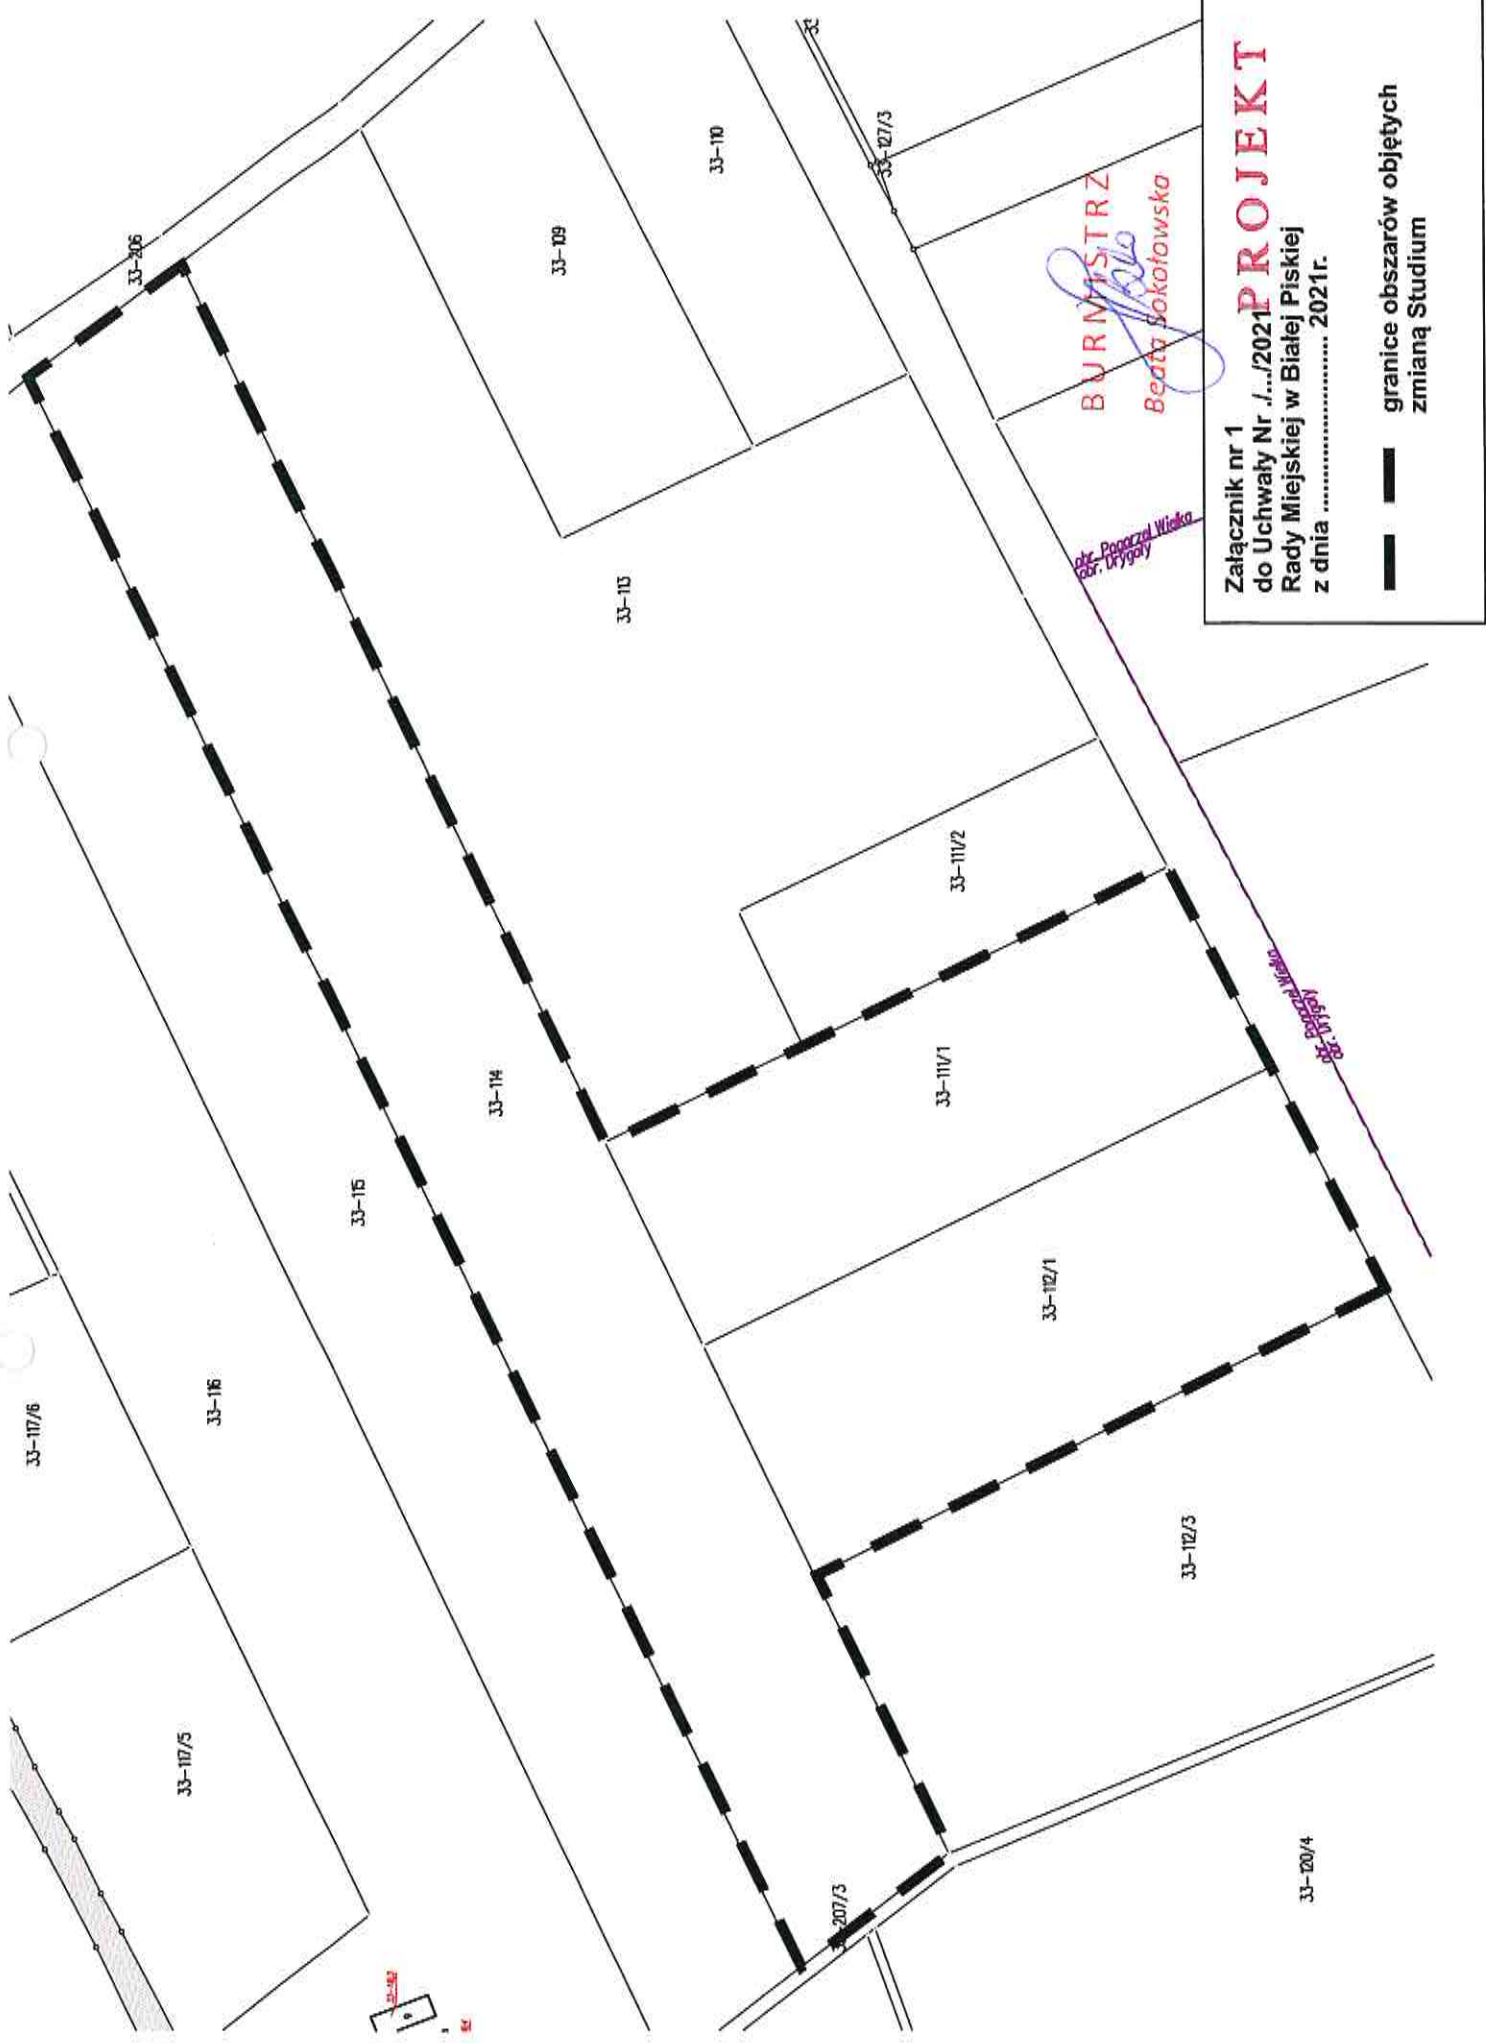 33-206
33-109
33-110
33-127/3
33
33-113
33-111/2
33-111/1
33-114
33-115
33-112/1
33-116
33-117/6
33-117/5
33-112/3
33-120/4
207/3
obr. Pogorzel Wielka
obr. Drygały
obr. Pogorzel Wielka
obr. Drygały
BURMISTRZ
Beata Sokołowska
PROJEKT
Załącznik nr 1
do Uchwały Nr ./.../2021
Rady Miejskiej w Białej Piskiej
z dnia ........................ 2021r.
granice obszarów objętych
zmianą Studium